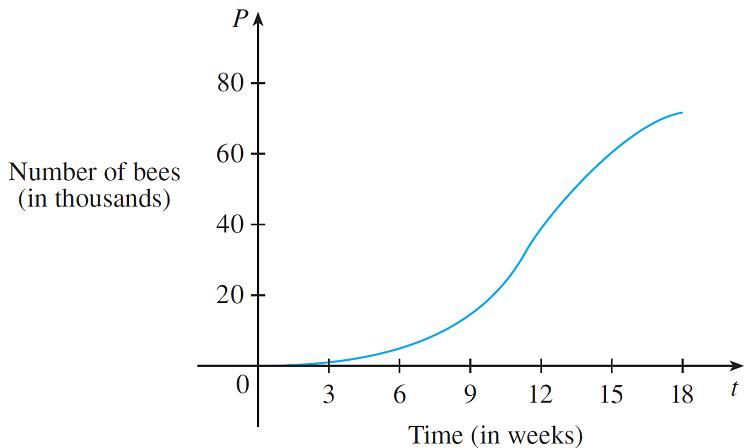 P
80
60
Number of bees
(in thousands)
40
20
0
3 6 9 12 15 18 t
Time (in weeks)